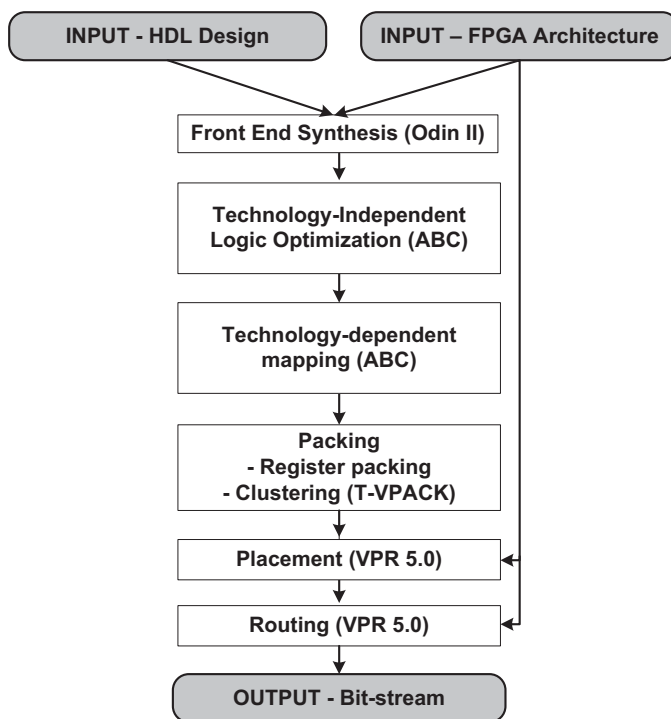 INPUT - HDL Design
INPUT – FPGA Architecture
Front End Synthesis (Odin II)
Technology-Independent
Logic Optimization (ABC)
Technology-dependent
mapping (ABC)
Packing
- Register packing
- Clustering (T-VPACK)
Placement (VPR 5.0)
Routing (VPR 5.0)
OUTPUT - Bit-stream